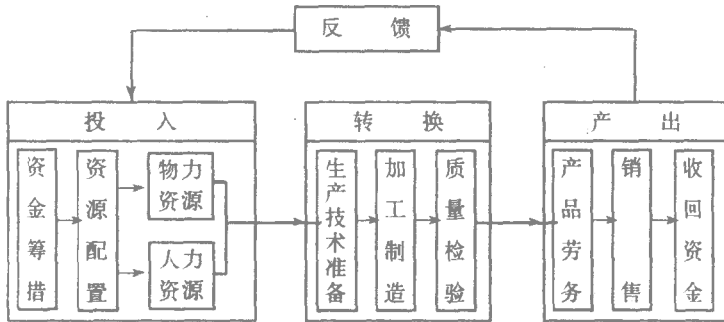 反馈
投入
资金筹措
资源配置
物力
资源
人力
资源
转换
生产技术准备
加工制造
质量检验
产出
产品劳务
销售
收回资金